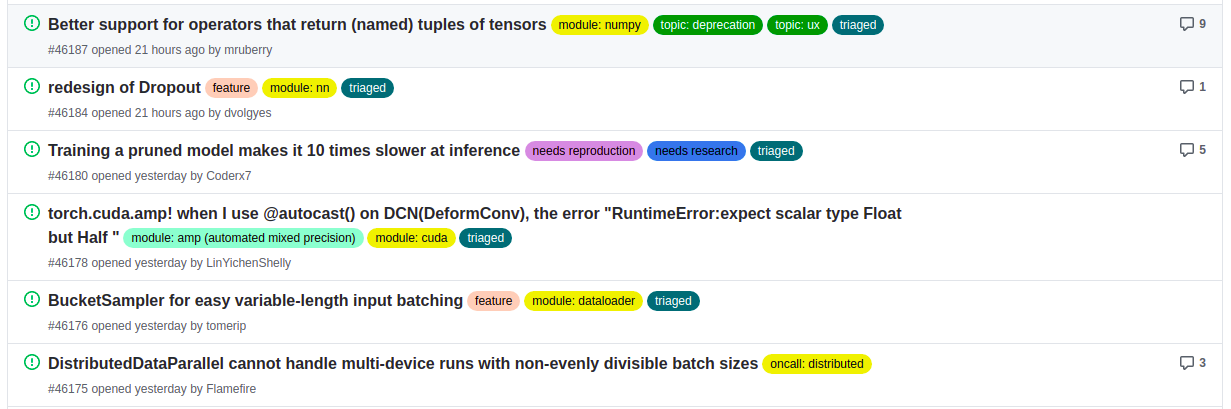 Better support for operators that return (named) tuples of tensors module: numpy topic: deprecation topic: ux triaged 9
#46187 opened 21 hours ago by mruberry
redesign of Dropout feature module: nn triaged 1
#46184 opened 21 hours ago by dvolgyes
Training a pruned model makes it 10 times slower at inference needs reproduction needs research triaged 5
#46180 opened yesterday by Coderx7
torch.cuda.amp! when I use @autocast() on DCN(DeformConv), the error "RuntimeError:expect scalar type Float
but Half " module: amp (automated mixed precision) module: cuda triaged
#46178 opened yesterday by LinYichenShelly
BucketSampler for easy variable-length input batching feature module: dataloader triaged
#46176 opened yesterday by tomerip
DistributedDataParallel cannot handle multi-device runs with non-evenly divisible batch sizes oncall: distributed 3
#46175 opened yesterday by Flamefire